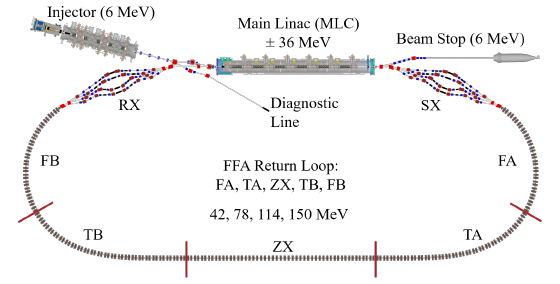 Injector (6 MeV)
Main Linac (MLC)
± 36 MeV
Beam Stop (6 MeV)
RX
Diagnostic
Line
SX
FB
FFA Return Loop:
FA, TA, ZX, TB, FB
FA
42, 78, 114, 150 MeV
TB
ZX
TA